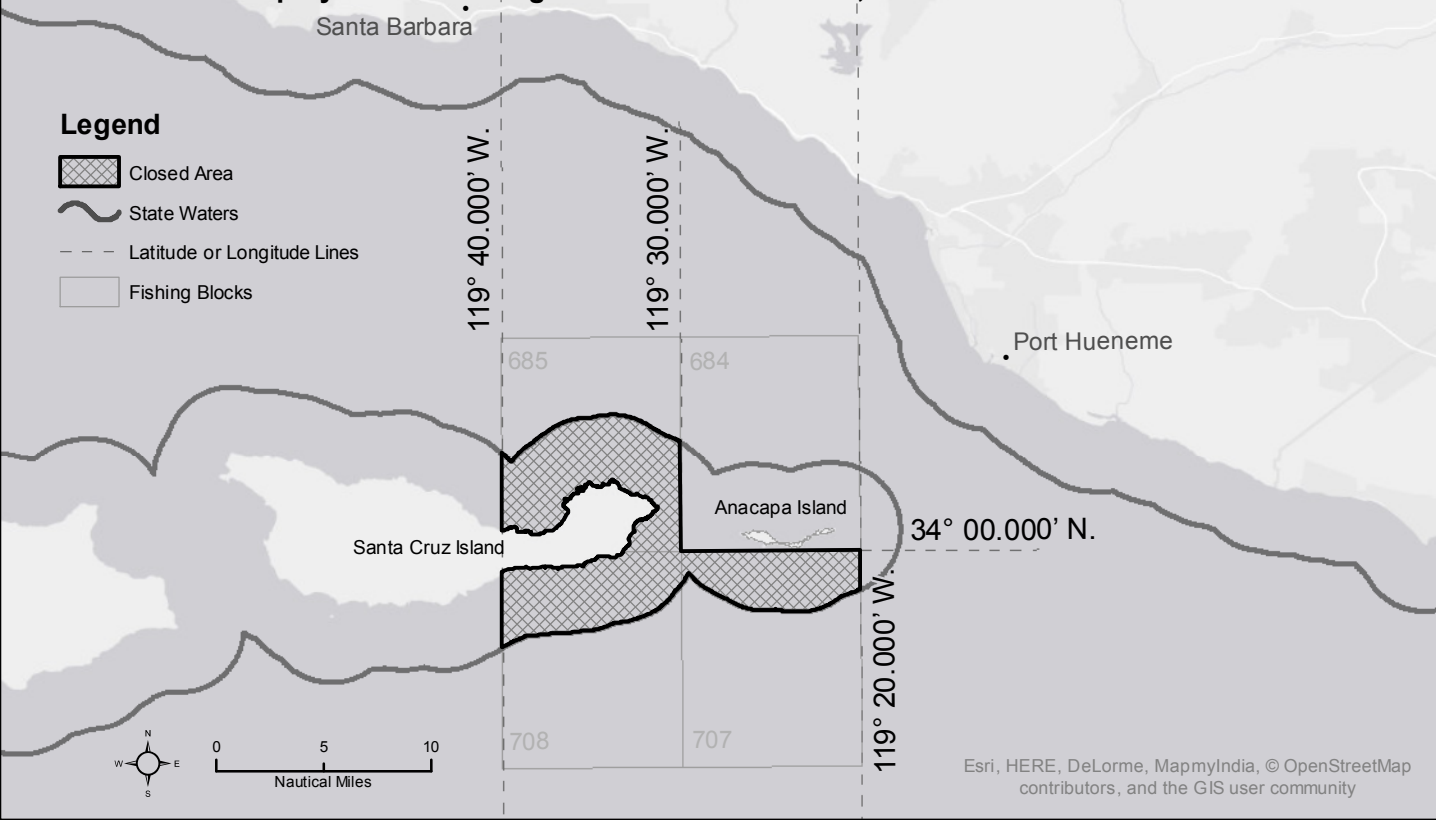 Santa Barbara
Legend
Closed Area
State Waters
Latitude or Longitude Lines
Fishing Blocks
119° 40.000’ W.
119° 30.000’ W.
Port Hueneme
685
684
Anacapa Island
34° 00.000’ N.
Santa Cruz Island
119° 20.000’ W.
708
707
N
W
E
S
0
5
10
Nautical Miles
Esri, HERE, DeLorme, MapmyIndia, © OpenStreetMap
contributors, and the GIS user community